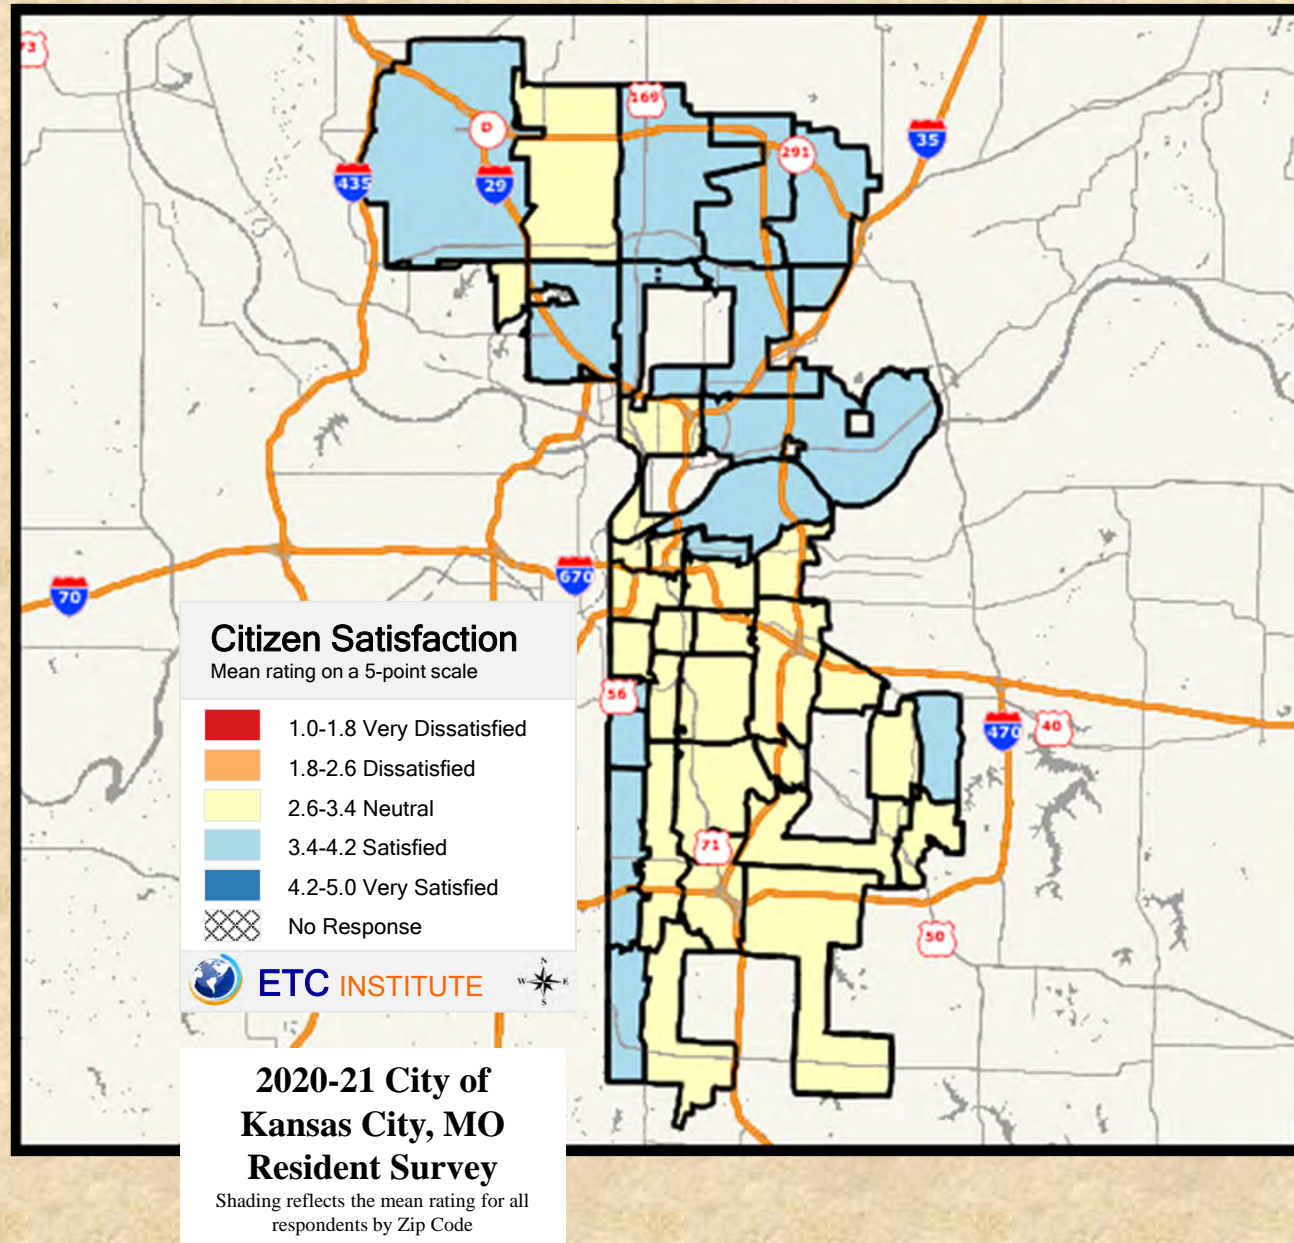 73
169
D
291
35
435
29
70
670
56
40
470
71
50
Citizen Satisfaction
Mean rating on a 5-point scale
1.0-1.8 Very Dissatisfied
1.8-2.6 Dissatisfied
2.6-3.4 Neutral
3.4-4.2 Satisfied
4.2-5.0 Very Satisfied
No Response
ETC INSTITUTE
N
W E
S
2020-21 City of
Kansas City, MO
Resident Survey
Shading reflects the mean rating for all
respondents by Zip Code